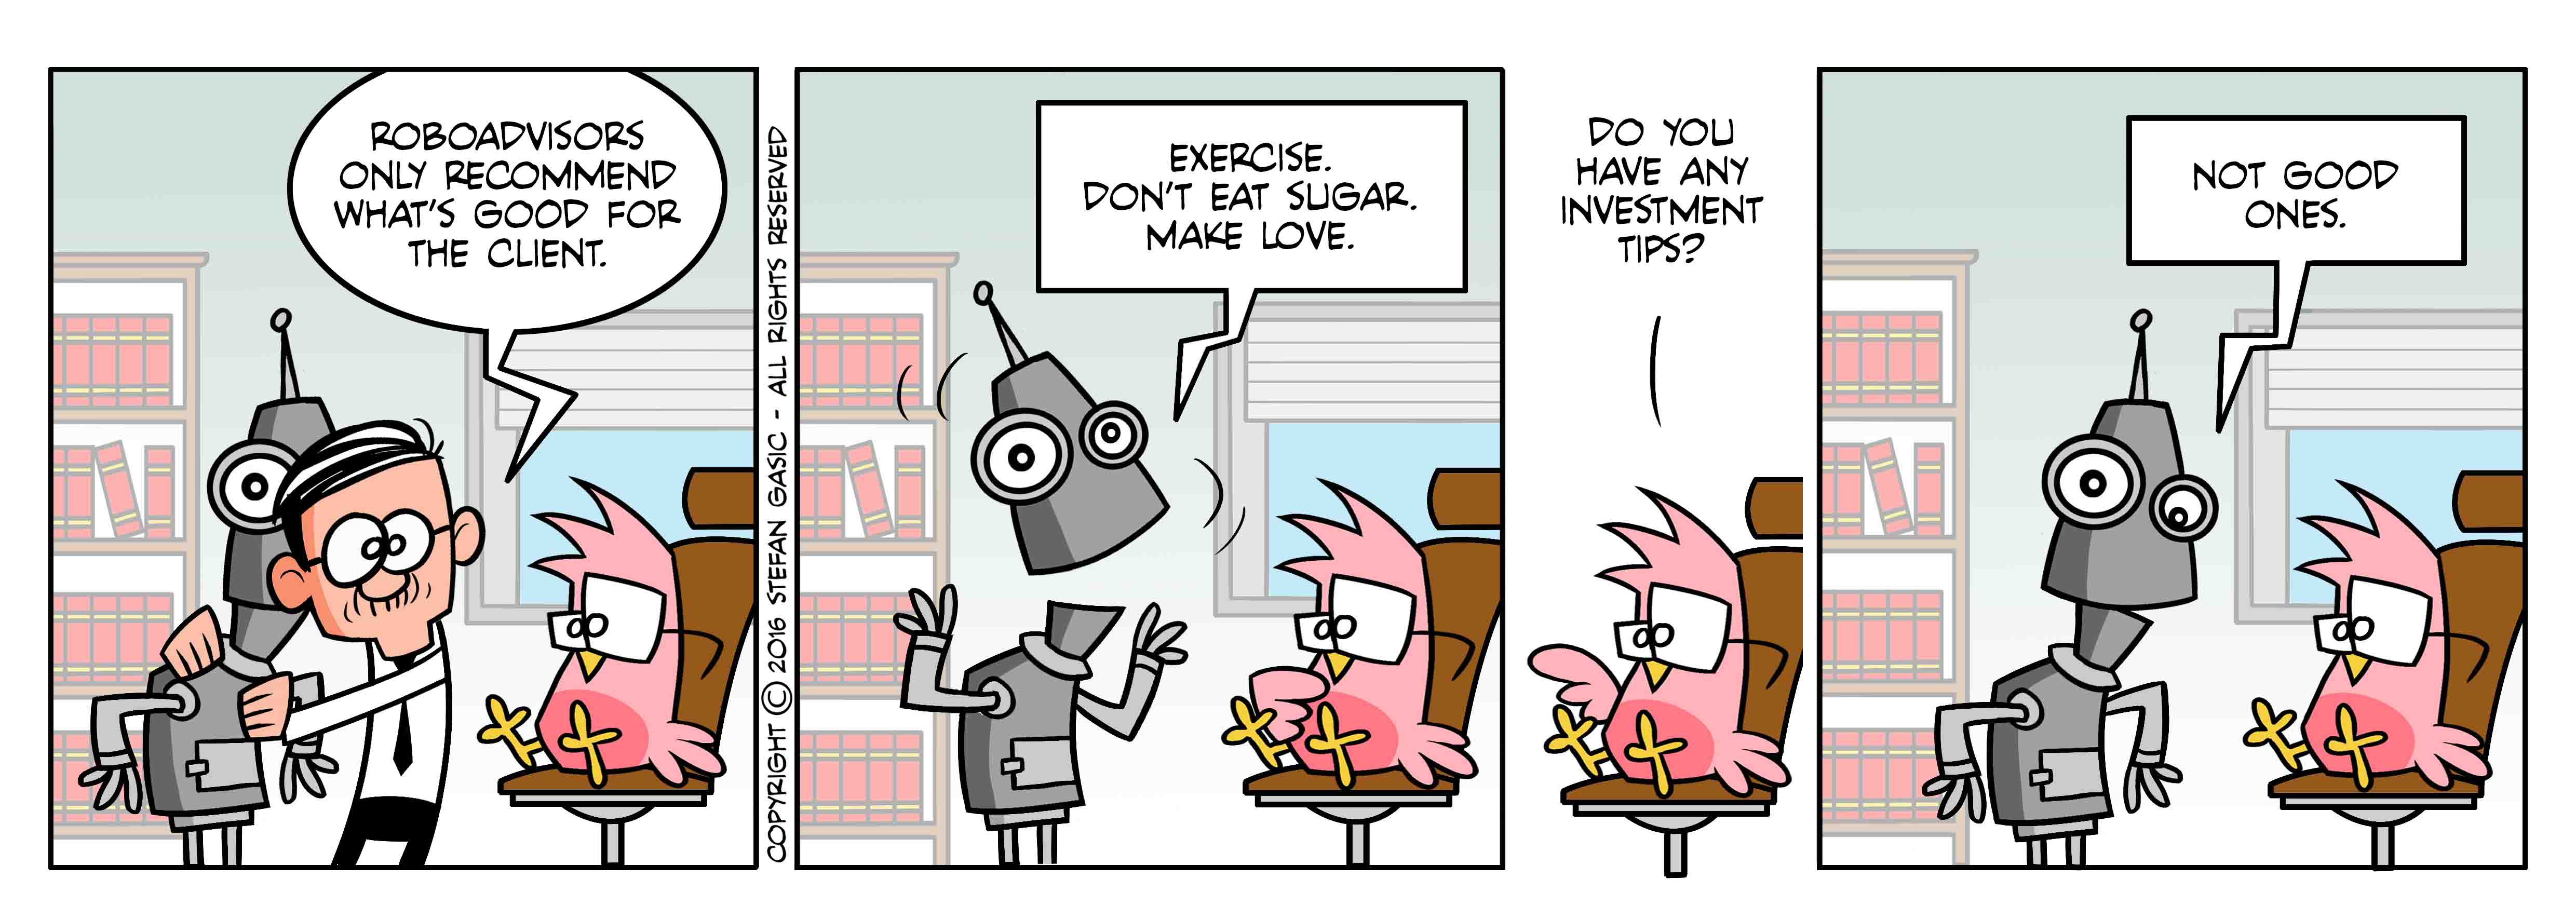 ROBOADVISORS
ONLY RECOMMEND
WHAT'S GOOD FOR
THE CLIENT.
COPYRIGHT © 2016 STEFAN GASIC - ALL RIGHTS RESERVED
EXERCISE.
DON'T EAT SUGAR.
MAKE LOVE.
DO YOU
HAVE ANY
INVESTMENT
TIPS?
NOT GOOD
ONES.